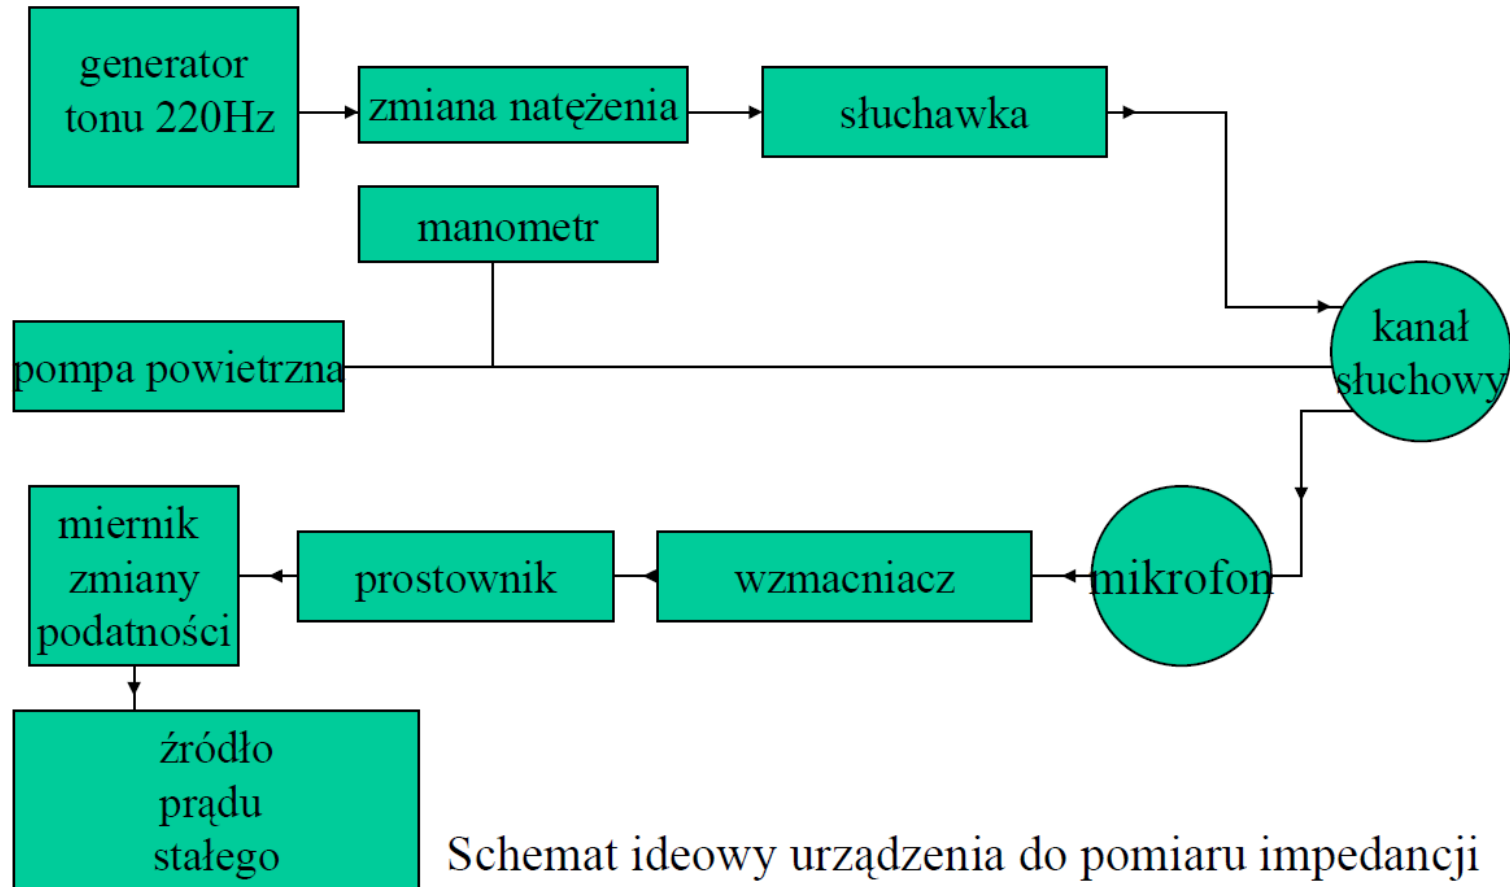 generator
tonu 220Hz
zmiana natężenia
słuchawka
manometr
pompa powietrzna
kanał
słuchowy
miernik
zmiany
podatności
prostownik
wzmacniacz
mikrofon
źródło
prądu
stałego
Schemat ideowy urządzenia do pomiaru impedancji